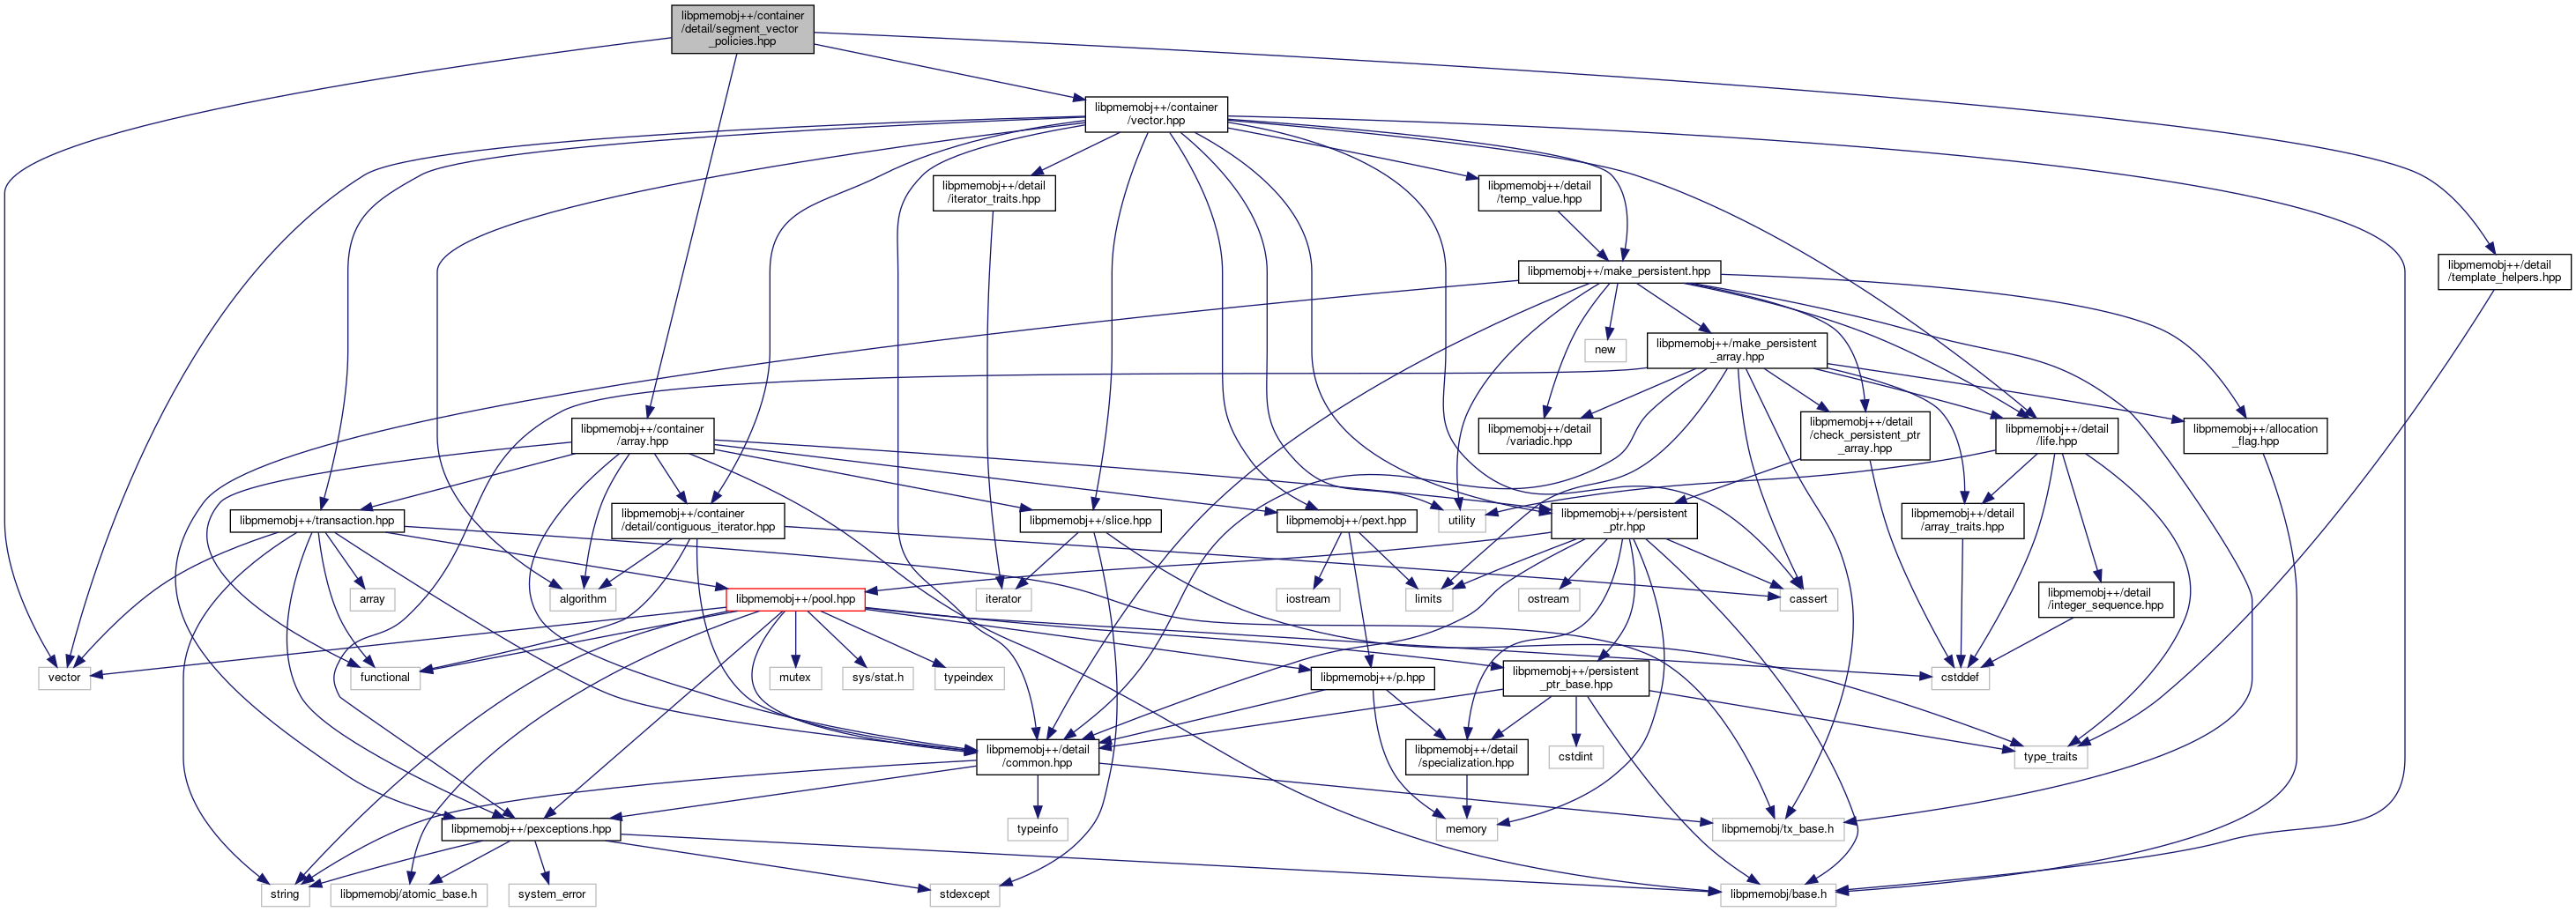 libpmemobj++/container
/detail/segment_vector
_policies.hpp
libpmemobj++/container
/vector.hpp
libpmemobj++/detail
/iterator_traits.hpp
libpmemobj++/detail
/temp_value.hpp
libpmemobj++/make_persistent.hpp
libpmemobj++/detail
/template_helpers.hpp
new
libpmemobj++/make_persistent
_array.hpp
libpmemobj++/container
/array.hpp
libpmemobj++/detail
/variadic.hpp
libpmemobj++/detail
/check_persistent_ptr
_array.hpp
libpmemobj++/detail
/life.hpp
libpmemobj++/allocation
_flag.hpp
libpmemobj++/transaction.hpp
libpmemobj++/container
/detail/contiguous_iterator.hpp
libpmemobj++/slice.hpp
libpmemobj++/pext.hpp
utility
libpmemobj++/persistent
_ptr.hpp
libpmemobj++/detail
/array_traits.hpp
array
algorithm
libpmemobj++/pool.hpp
iterator
iostream
limits
ostream
cassert
libpmemobj++/detail
/integer_sequence.hpp
vector
functional
mutex
sys/stat.h
typeindex
libpmemobj++/p.hpp
libpmemobj++/persistent
_ptr_base.hpp
cstddef
libpmemobj++/detail
/common.hpp
libpmemobj++/detail
/specialization.hpp
cstdint
type_traits
libpmemobj++/pexceptions.hpp
typeinfo
memory
libpmemobj/tx_base.h
string
libpmemobj/atomic_base.h
system_error
stdexcept
libpmemobj/base.h